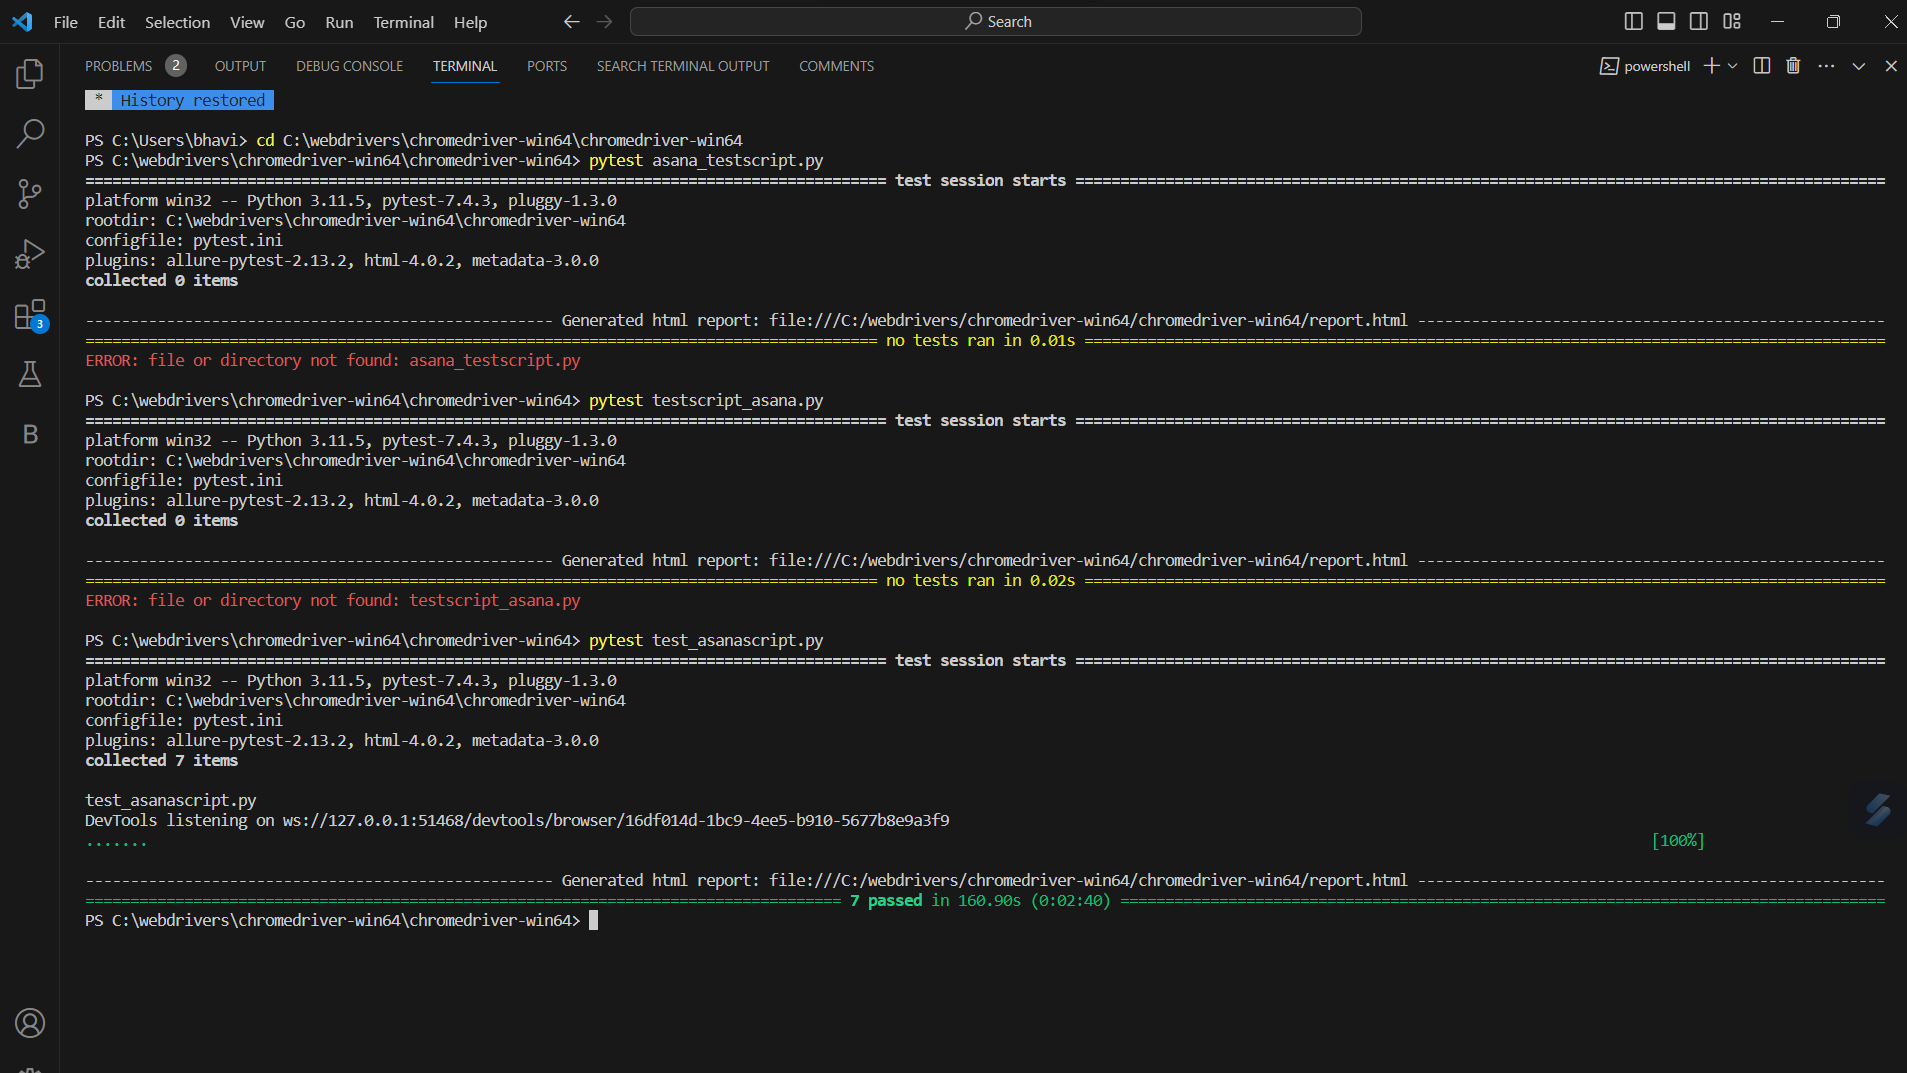 File Edit Selection View Go Run Terminal Help Search
PROBLEMS 2 OUTPUT DEBUG CONSOLE TERMINAL PORTS SEARCH TERMINAL OUTPUT COMMENTS powershell
* History restored
PS C:\Users\bhavi> cd C:\webdrivers\chromedriver-win64\chromedriver-win64
PS C:\webdrivers\chromedriver-win64\chromedriver-win64> pytest asana_testscript.py
========================================================================================= test session starts ==========================================================================================
platform win32 -- Python 3.11.5, pytest-7.4.3, pluggy-1.3.0
rootdir: C:\webdrivers\chromedriver-win64\chromedriver-win64
configfile: pytest.ini
plugins: allure-pytest-2.13.2, html-4.0.2, metadata-3.0.0
collected 0 items
---------------------------------------------------- Generated html report: file:///C:/webdrivers/chromedriver-win64/chromedriver-win64/report.html ----------------------------------------------------
======================================================================================== no tests ran in 0.01s =========================================================================================
ERROR: file or directory not found: asana_testscript.py
PS C:\webdrivers\chromedriver-win64\chromedriver-win64> pytest testscript_asana.py
========================================================================================= test session starts ==========================================================================================
platform win32 -- Python 3.11.5, pytest-7.4.3, pluggy-1.3.0
rootdir: C:\webdrivers\chromedriver-win64\chromedriver-win64
configfile: pytest.ini
plugins: allure-pytest-2.13.2, html-4.0.2, metadata-3.0.0
collected 0 items
---------------------------------------------------- Generated html report: file:///C:/webdrivers/chromedriver-win64/chromedriver-win64/report.html ----------------------------------------------------
======================================================================================== no tests ran in 0.02s =========================================================================================
ERROR: file or directory not found: testscript_asana.py
PS C:\webdrivers\chromedriver-win64\chromedriver-win64> pytest test_asanascript.py
========================================================================================= test session starts ==========================================================================================
platform win32 -- Python 3.11.5, pytest-7.4.3, pluggy-1.3.0
rootdir: C:\webdrivers\chromedriver-win64\chromedriver-win64
configfile: pytest.ini
plugins: allure-pytest-2.13.2, html-4.0.2, metadata-3.0.0
collected 7 items
test_asanascript.py
DevTools listening on ws://127.0.0.1:51468/devtools/browser/16df014d-1bc9-4ee5-b910-5677b8e9a3f9
....... [100%]
---------------------------------------------------- Generated html report: file:///C:/webdrivers/chromedriver-win64/chromedriver-win64/report.html ----------------------------------------------------
==================================================================================== 7 passed in 160.90s (0:02:40) =====================================================================================
PS C:\webdrivers\chromedriver-win64\chromedriver-win64>
3
B